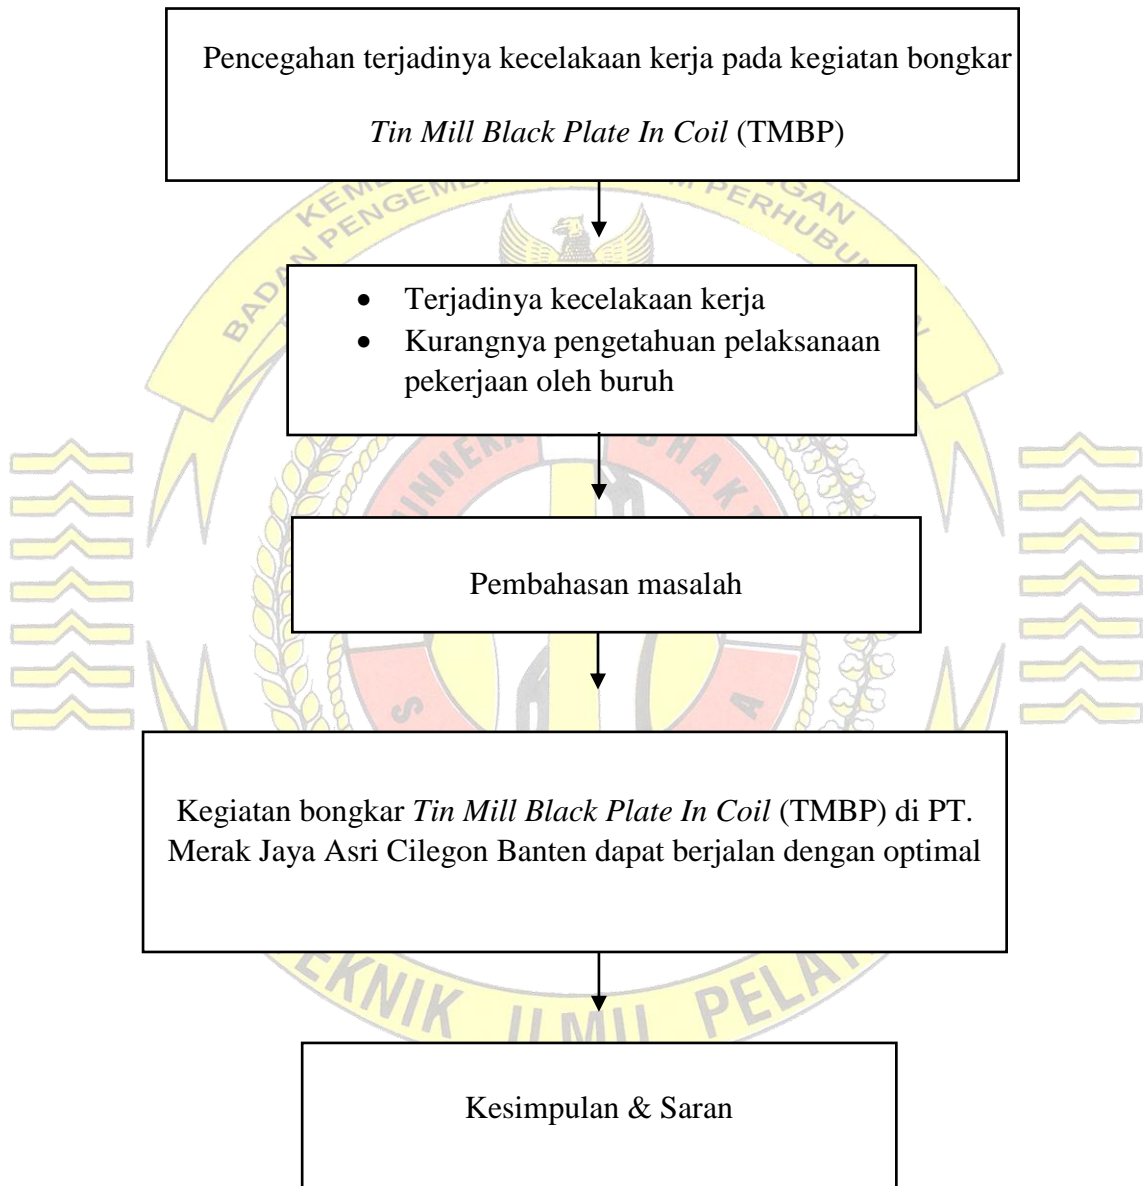 Pencegahan terjadinya kecelakaan kerja pada kegiatan bongkar
Tin Mill Black Plate In Coil (TMBP)
• Terjadinya kecelakaan kerja
• Kurangnya pengetahuan pelaksanaan
pekerjaan oleh buruh
Pembahasan masalah
Kegiatan bongkar Tin Mill Black Plate In Coil (TMBP) di PT.
Merak Jaya Asri Cilegon Banten dapat berjalan dengan optimal
ILMU
Kesimpulan & Saran